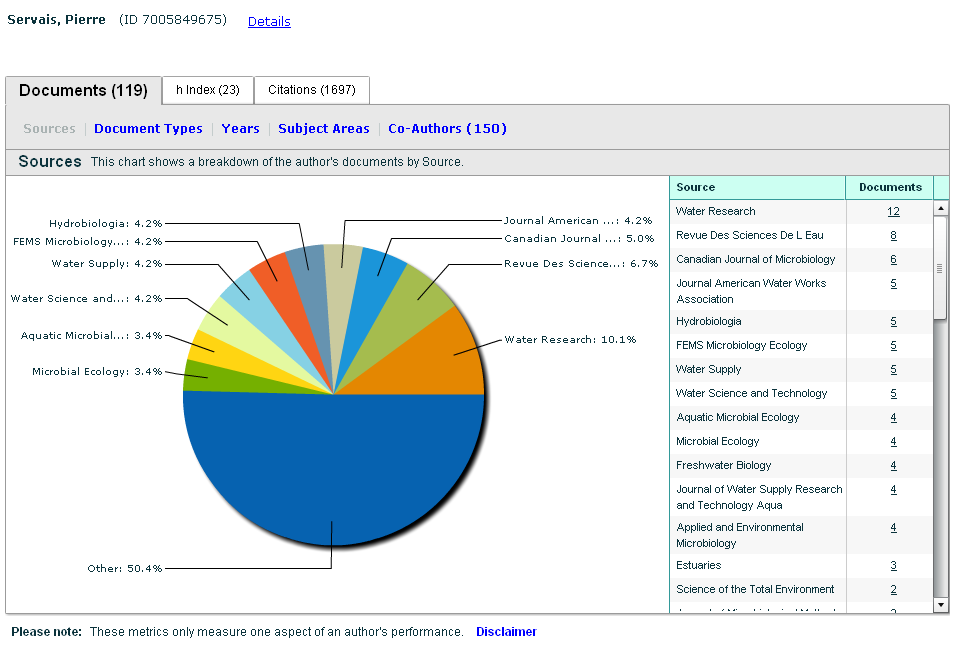 Servais, Pierre (ID 7005849675) Details
Documents (119) h Index (23) Citations (1697)
Sources | Document Types | Years | Subject Areas | Co-Authors (150)
Sources This chart shows a breakdown of the author's documents by Source.
Hydrobiologia: 4.2%
FEMS Microbiology...: 4.2%
Water Supply: 4.2%
Water Science and...: 4.2%
Aquatic Microbial...: 3.4%
Microbial Ecology: 3.4%
Other: 50.4%
Journal American ...: 4.2%
Canadian Journal ...: 5.0%
Revue Des Science...: 6.7%
Water Research: 10.1%
Source Documents
Water Research 12
Revue Des Sciences De L Eau 8
Canadian Journal of Microbiology 6
Journal American Water Works 5
Association
Hydrobiologia 5
FEMS Microbiology Ecology 5
Water Supply 5
Water Science and Technology 5
Aquatic Microbial Ecology 4
Microbial Ecology 4
Freshwater Biology 4
Journal of Water Supply Research 4
and Technology Aqua
Applied and Environmental 4
Microbiology
Estuaries 3
Science of the Total Environment 2
Please note: These metrics only measure one aspect of an author's performance. Disclaimer